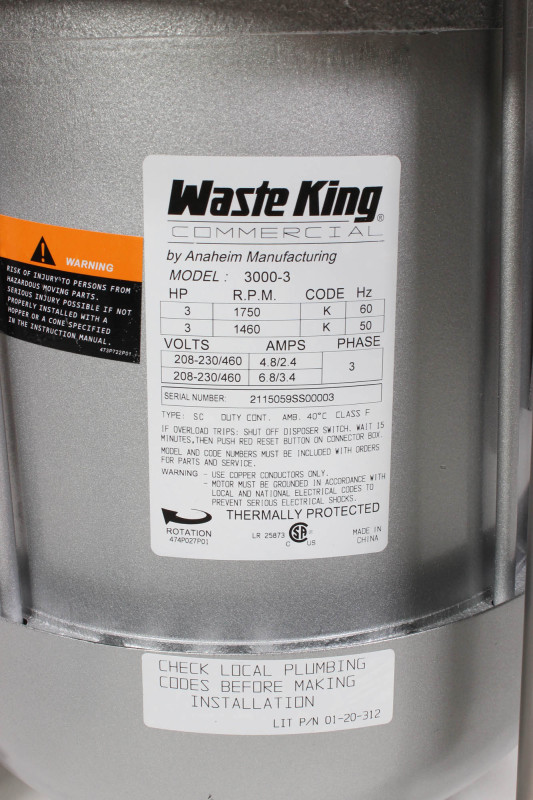 Waste King®
COMMERCIAL
by Anaheim Manufacturing
MODEL: 3000-3
HP R.P.M. CODE Hz
3 1750 K 60
3 1460 K 50
VOLTS AMPS PHASE
208-230/460 4.8/2.4 3
208-230/460 6.8/3.4
SERIAL NUMBER: 2115059SS00003
TYPE: SC DUTY CONT. AMB. 40°C CLASS F
IF OVERLOAD TRIPS: SHUT OFF DISPOSER SWITCH. WAIT 15
MINUTES, THEN PUSH RED RESET BUTTON ON CONNECTOR BOX.
MODEL AND CODE NUMBERS MUST BE INCLUDED WITH ORDERS
FOR PARTS AND SERVICE.
WARNING - USE COPPER CONDUCTORS ONLY.
- MOTOR MUST BE GROUNDED IN ACCORDANCE WITH
LOCAL AND NATIONAL ELECTRICAL CODES TO
PREVENT SERIOUS ELECTRICAL SHOCKS.
THERMALLY PROTECTED
ROTATION
474P027P01
LR 25873 C SA® US
MADE IN
CHINA
WARNING
RISK OF INJURY TO PERSONS FROM
HAZARDOUS MOVING PARTS.
SERIOUS INJURY POSSIBLE IF NOT
PROPERLY INSTALLED WITH A
HOPPER OR A CONE SPECIFIED
IN THE INSTRUCTION MANUAL.
473P722P01
CHECK LOCAL PLUMBING
CODES BEFORE MAKING
INSTALLATION
LIT P/N 01-20-312